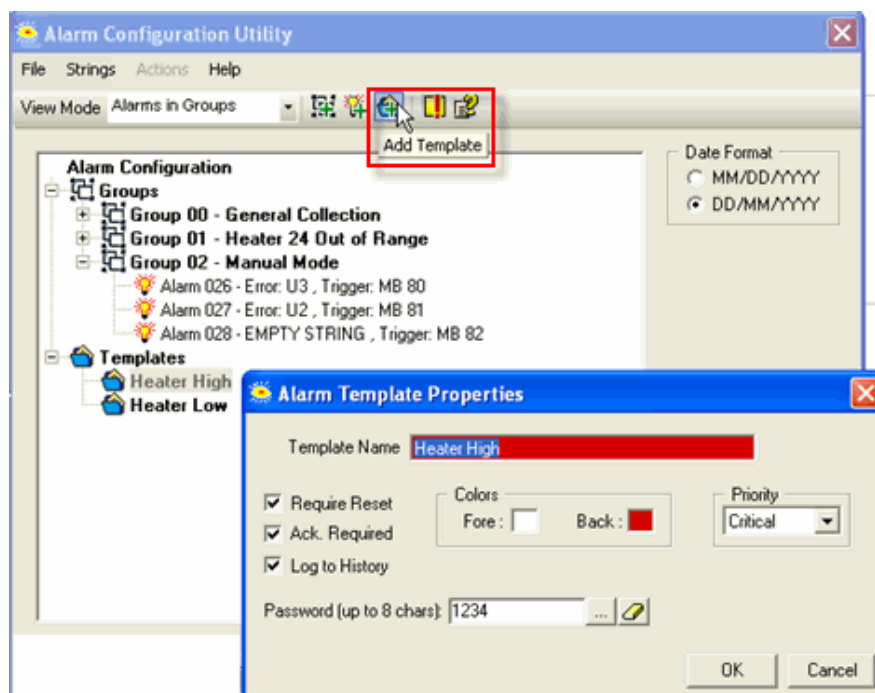 Alarm Configuration Utility
File Strings Actions Help
View Mode Alarms in Groups
Add Template
Date Format
MM/DD/YYYY
DD/MM/YYYY
Alarm Configuration
Groups
Group 00 - General Collection
Group 01 - Heater 24 Out of Range
Group 02 - Manual Mode
Alarm 026 - Error: U3 , Trigger: MB 80
Alarm 027 - Error: U2 , Trigger: MB 81
Alarm 028 - EMPTY STRING , Trigger: MB 82
Templates
Heater High
Heater Low
Alarm Template Properties
Template Name Heater High
Require Reset
Ack. Required
Log to History
Colors
Fore : Back :
Priority
Critical
Password (up to 8 chars): 1234 ...
OK Cancel